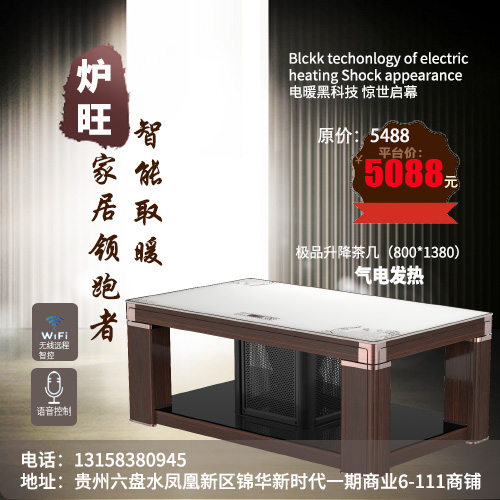 Blckk techonlogy of electric
heating Shock appearance
电暖黑科技 惊世启幕
炉旺
智能取暖
家居领跑者
原价：5488
平台价：
￥5088元
极品升降茶几（800*1380）
气电发热
WiFi
无线远程
智控
语音控制
电话：13158380945
地址：贵州六盘水凤凰新区锦华新时代一期商业6-111商铺